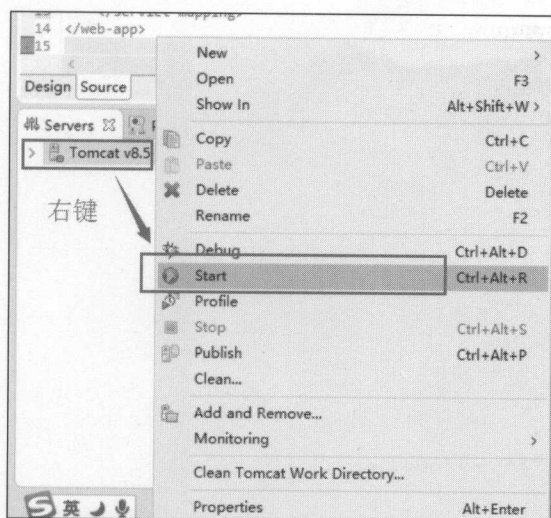 14 </web-app>
15
Design Source
Servers
Tomcat v8.5
右键
New
Open F3
Show In Alt+Shift+W
Copy Ctrl+C
Paste Ctrl+V
Delete Delete
Rename F2
Debug Ctrl+Alt+D
Start Ctrl+Alt+R
Profile
Stop Ctrl+Alt+S
Publish Ctrl+Alt+P
Clean...
Add and Remove...
Monitoring
Clean Tomcat Work Directory...
Properties Alt+Enter
英